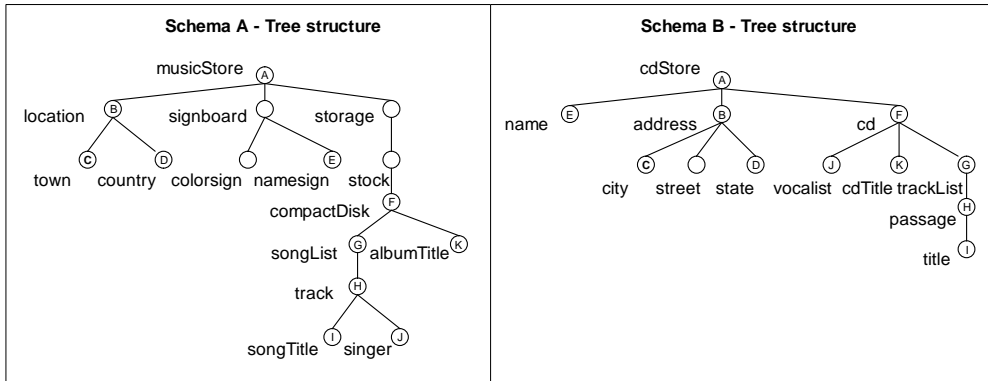 Schema A - Tree structure
musicStore A
location B signboard storage
C D E
town country colorsign namesign stock
compactDisk F
songList G albumTitle K
track H
I J
songTitle singer
Schema B - Tree structure
cdStore A
name E address B cd F
C D J K G
city street state vocalist cdTitle trackList
passage H
title I